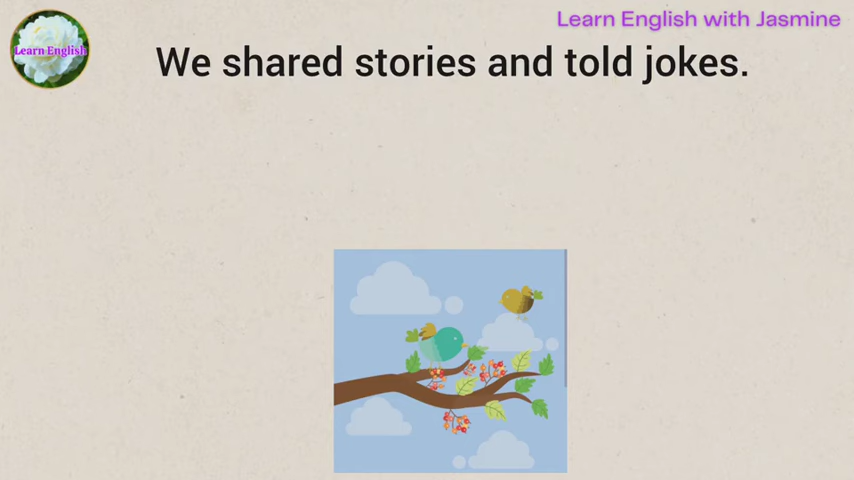 Learn English with Jasmine
Learn English
We shared stories and told jokes.